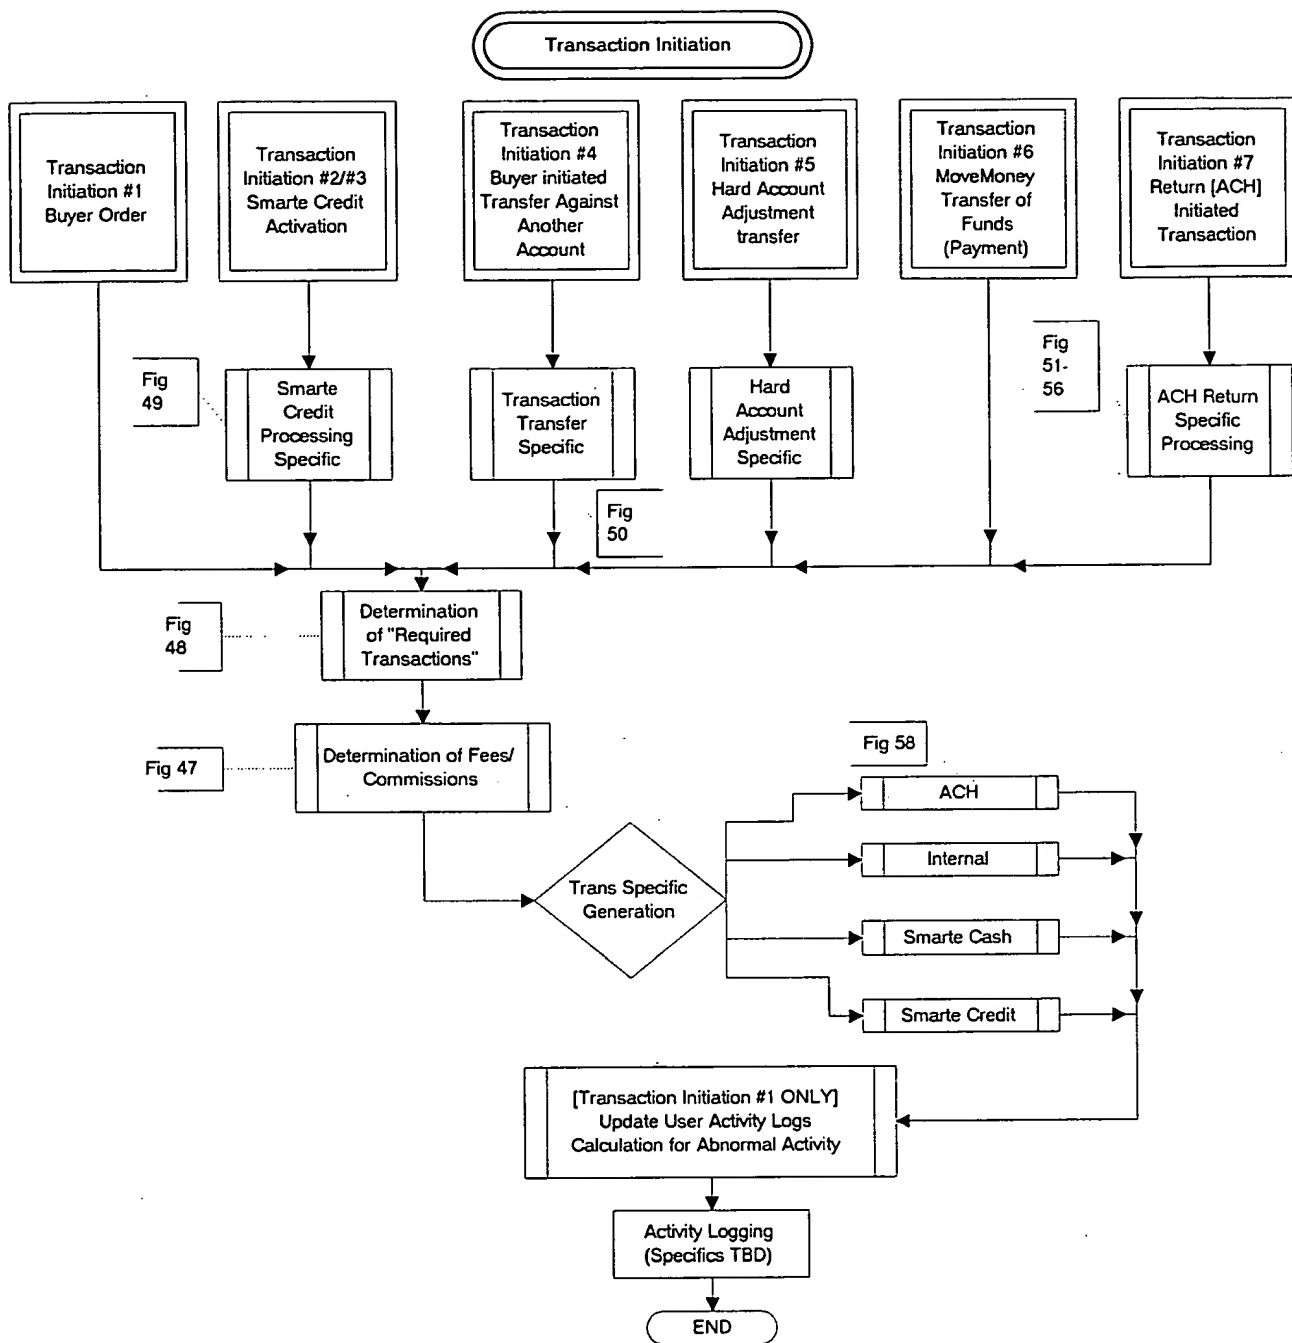 Transaction Initiation
Transaction
Initiation #1
Buyer Order
Transaction
Initiation #2/#3
Smarte Credit
Activation
Transaction
Initiation #4
Buyer initiated
Transfer Against
Another
Account
Transaction
Initiation #5
Hard Account
Adjustment
transfer
Transaction
Initiation #6
MoveMoney
Transfer of
Funds
(Payment)
Transaction
Initiation #7
Return [ACH]
Initiated
Transaction
Fig
49
Smarte
Credit
Processing
Specific
Transaction
Transfer
Specific
Hard
Account
Adjustment
Specific
Fig
51-
56
ACH Return
Specific
Processing
Fig
50
Fig
48
Determination
of "Required
Transactions"
Fig 47
Determination of Fees/
Commissions
Fig 58
Trans Specific
Generation
ACH
Internal
Smarte Cash
Smarte Credit
[Transaction Initiation #1 ONLY]
Update User Activity Logs
Calculation for Abnormal Activity
Activity Logging
(Specifics TBD)
END